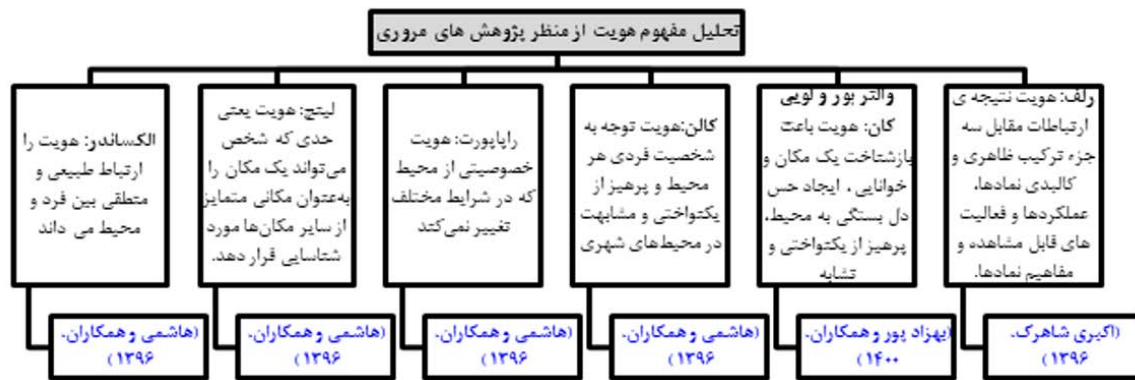 تحلیل مفهوم هویت از منظر پژوهش های مروری
رلف: هویت نتیجه ی
ارتباطات مقابل سه
جزء ترکیب ظاهری و
کالبدی نمادها،
عملکردها و فعالیت
های قابل مشاهده و
مفاهیم نمادها.
والتر بور و لویی
کان: هویت باعث
بازشناخت یک مکان و
خوانایی، ایجاد حس
دل بستگی به محیط،
پرهیز از یکنواختی و
تشابه
کالن:هویت توجه به
شخصیت فردی هر
محیط و پرهیز از
یکنواختی و مشابهت
در محیط‌های شهری
راپاپورت: هویت
خصوصیتی از محیط
که در شرایط مختلف
تغییر نمی‌کند
لینچ: هویت یعنی
حدی که شخص
می‌تواند یک مکان را
به‌عنوان مکانی متمایز
از سایر مکان‌ها مورد
شناسایی قرار دهد.
الکساندر: هویت را
ارتباط طبیعی و
منطقی بین فرد و
محیط می داند
(اکبری شاهرک.
۱۳۹۶)
(بهزاد پور و همکاران.
۱۴۰۰)
(هاشمی و همکاران.
۱۳۹۶)
(هاشمی و همکاران.
۱۳۹۶)
(هاشمی و همکاران.
۱۳۹۶)
(هاشمی و همکاران.
۱۳۹۶)